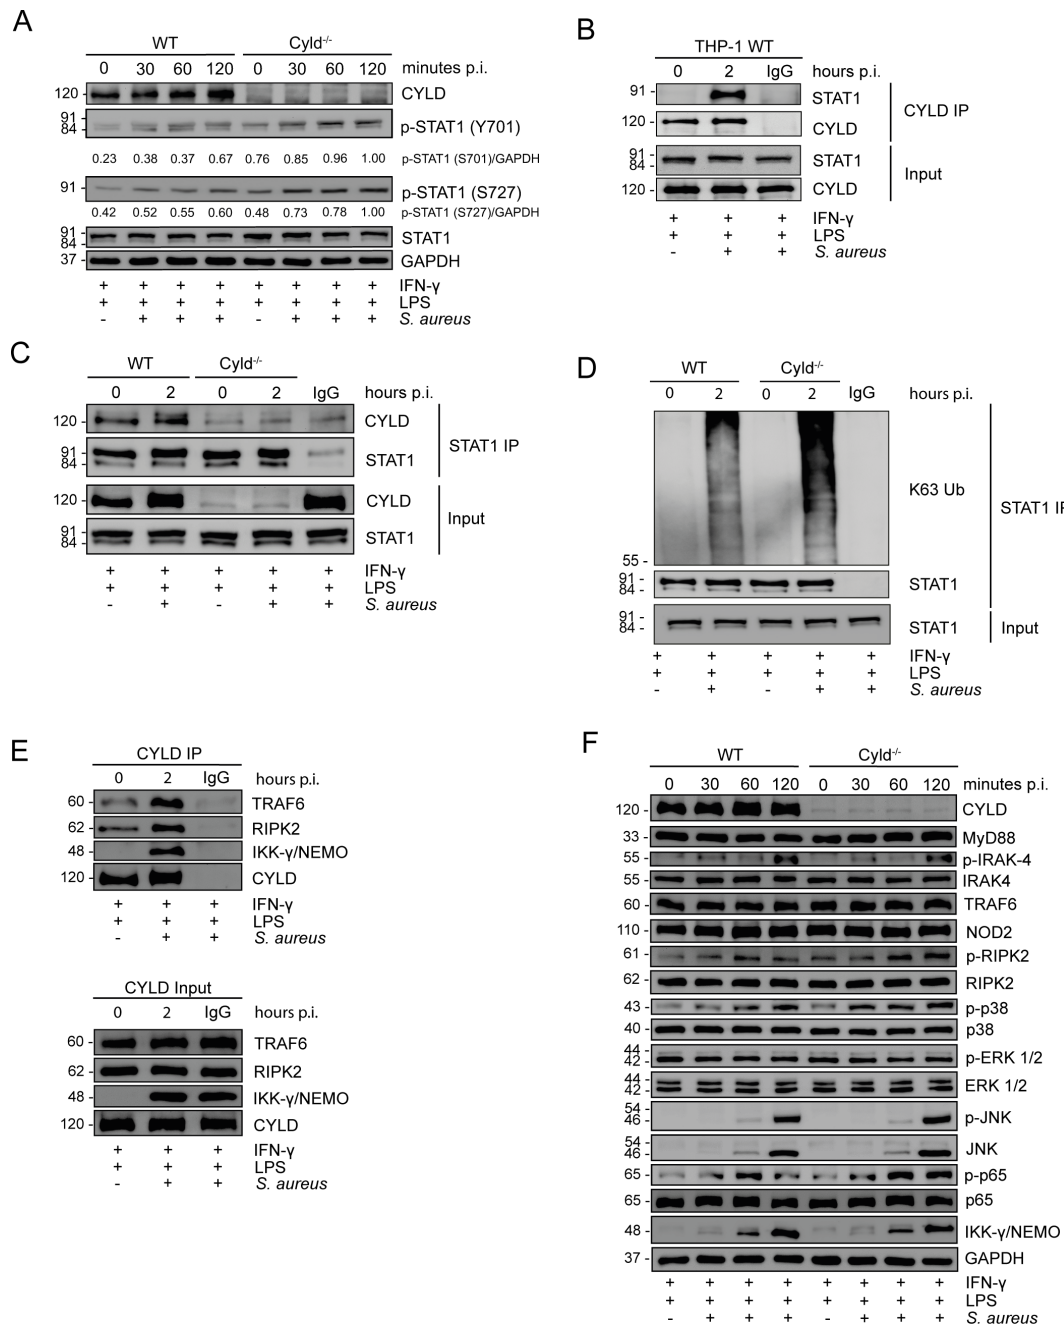 A
WT Cyld-/-
0 30 60 120 0 30 60 120 minutes p.i.
120 - CYLD
91 -
84 - p-STAT1 (Y701)
0.23 0.38 0.37 0.67 0.76 0.85 0.96 1.00 p-STAT1 (S701)/GAPDH
91 - p-STAT1 (S727)
0.42 0.52 0.55 0.60 0.48 0.73 0.78 1.00 p-STAT1 (S727)/GAPDH
91 -
84 - STAT1
37 - GAPDH
+ + + + + + + + IFN-γ
+ + + + + + + + LPS
- + + + - + + + S. aureus
B
THP-1 WT
0 2 IgG hours p.i.
91 - STAT1
120 - CYLD
CYLD IP
91 -
84 - STAT1
120 - CYLD
Input
+ + + IFN-γ
+ + + LPS
- + + S. aureus
C
WT Cyld-/-
0 2 0 2 IgG hours p.i.
120 - CYLD
91 -
84 - STAT1
STAT1 IP
120 - CYLD
91 -
84 - STAT1
Input
+ + + + + IFN-γ
+ + + + + LPS
- + - + + S. aureus
D
WT Cyld-/-
0 2 0 2 IgG hours p.i.
K63 Ub
55 -
STAT1 IP
91 -
84 - STAT1
91 -
84 - STAT1 Input
+ + + + + IFN-γ
+ + + + + LPS
- + - + + S. aureus
E
CYLD IP
0 2 IgG hours p.i.
60 - TRAF6
62 - RIPK2
48 - IKK-γ/NEMO
120 - CYLD
+ + + IFN-γ
+ + + LPS
- + + S. aureus
CYLD Input
0 2 IgG hours p.i.
60 - TRAF6
62 - RIPK2
48 - IKK-γ/NEMO
120 - CYLD
+ + + IFN-γ
+ + + LPS
- + + S. aureus
F
WT Cyld-/-
0 30 60 120 0 30 60 120 minutes p.i.
120 - CYLD
33 - MyD88
55 - p-IRAK-4
55 - IRAK4
60 - TRAF6
110 - NOD2
61 - p-RIPK2
62 - RIPK2
43 - p-p38
40 - p38
44 -
42 - p-ERK 1/2
44 -
42 - ERK 1/2
54 -
46 - p-JNK
54 -
46 - JNK
65 - p-p65
65 - p65
48 - IKK-γ/NEMO
37 - GAPDH
+ + + + + + + + IFN-γ
+ + + + + + + + LPS
- + + + - + + + S. aureus